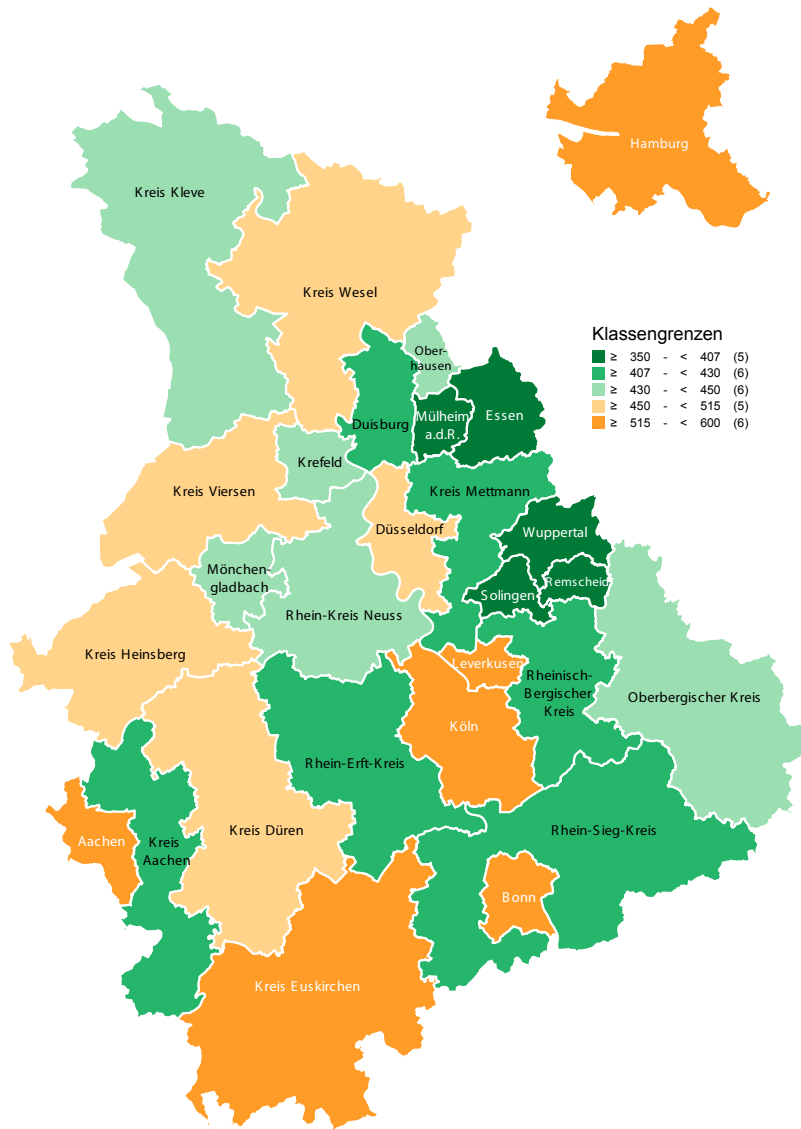 Hamburg
Kreis Kleve
Kreis Wesel
Klassengrenzen
≥ 350 - < 407 (5)
≥ 407 - < 430 (6)
≥ 430 - < 450 (6)
≥ 450 - < 515 (5)
≥ 515 - < 600 (6)
Ober-
hausen
Duisburg
Mülheim
a.d.R.
Essen
Krefeld
Kreis Viersen
Kreis Mettmann
Düsseldorf
Wuppertal
Mönchen-
gladbach
Remscheid
Solingen
Rhein-Kreis Neuss
Kreis Heinsberg
Leverkusen
Rheinisch-
Bergischer
Kreis
Oberbergischer Kreis
Köln
Rhein-Erft-Kreis
Kreis Düren
Rhein-Sieg-Kreis
Aachen
Kreis
Aachen
Bonn
Kreis Euskirchen